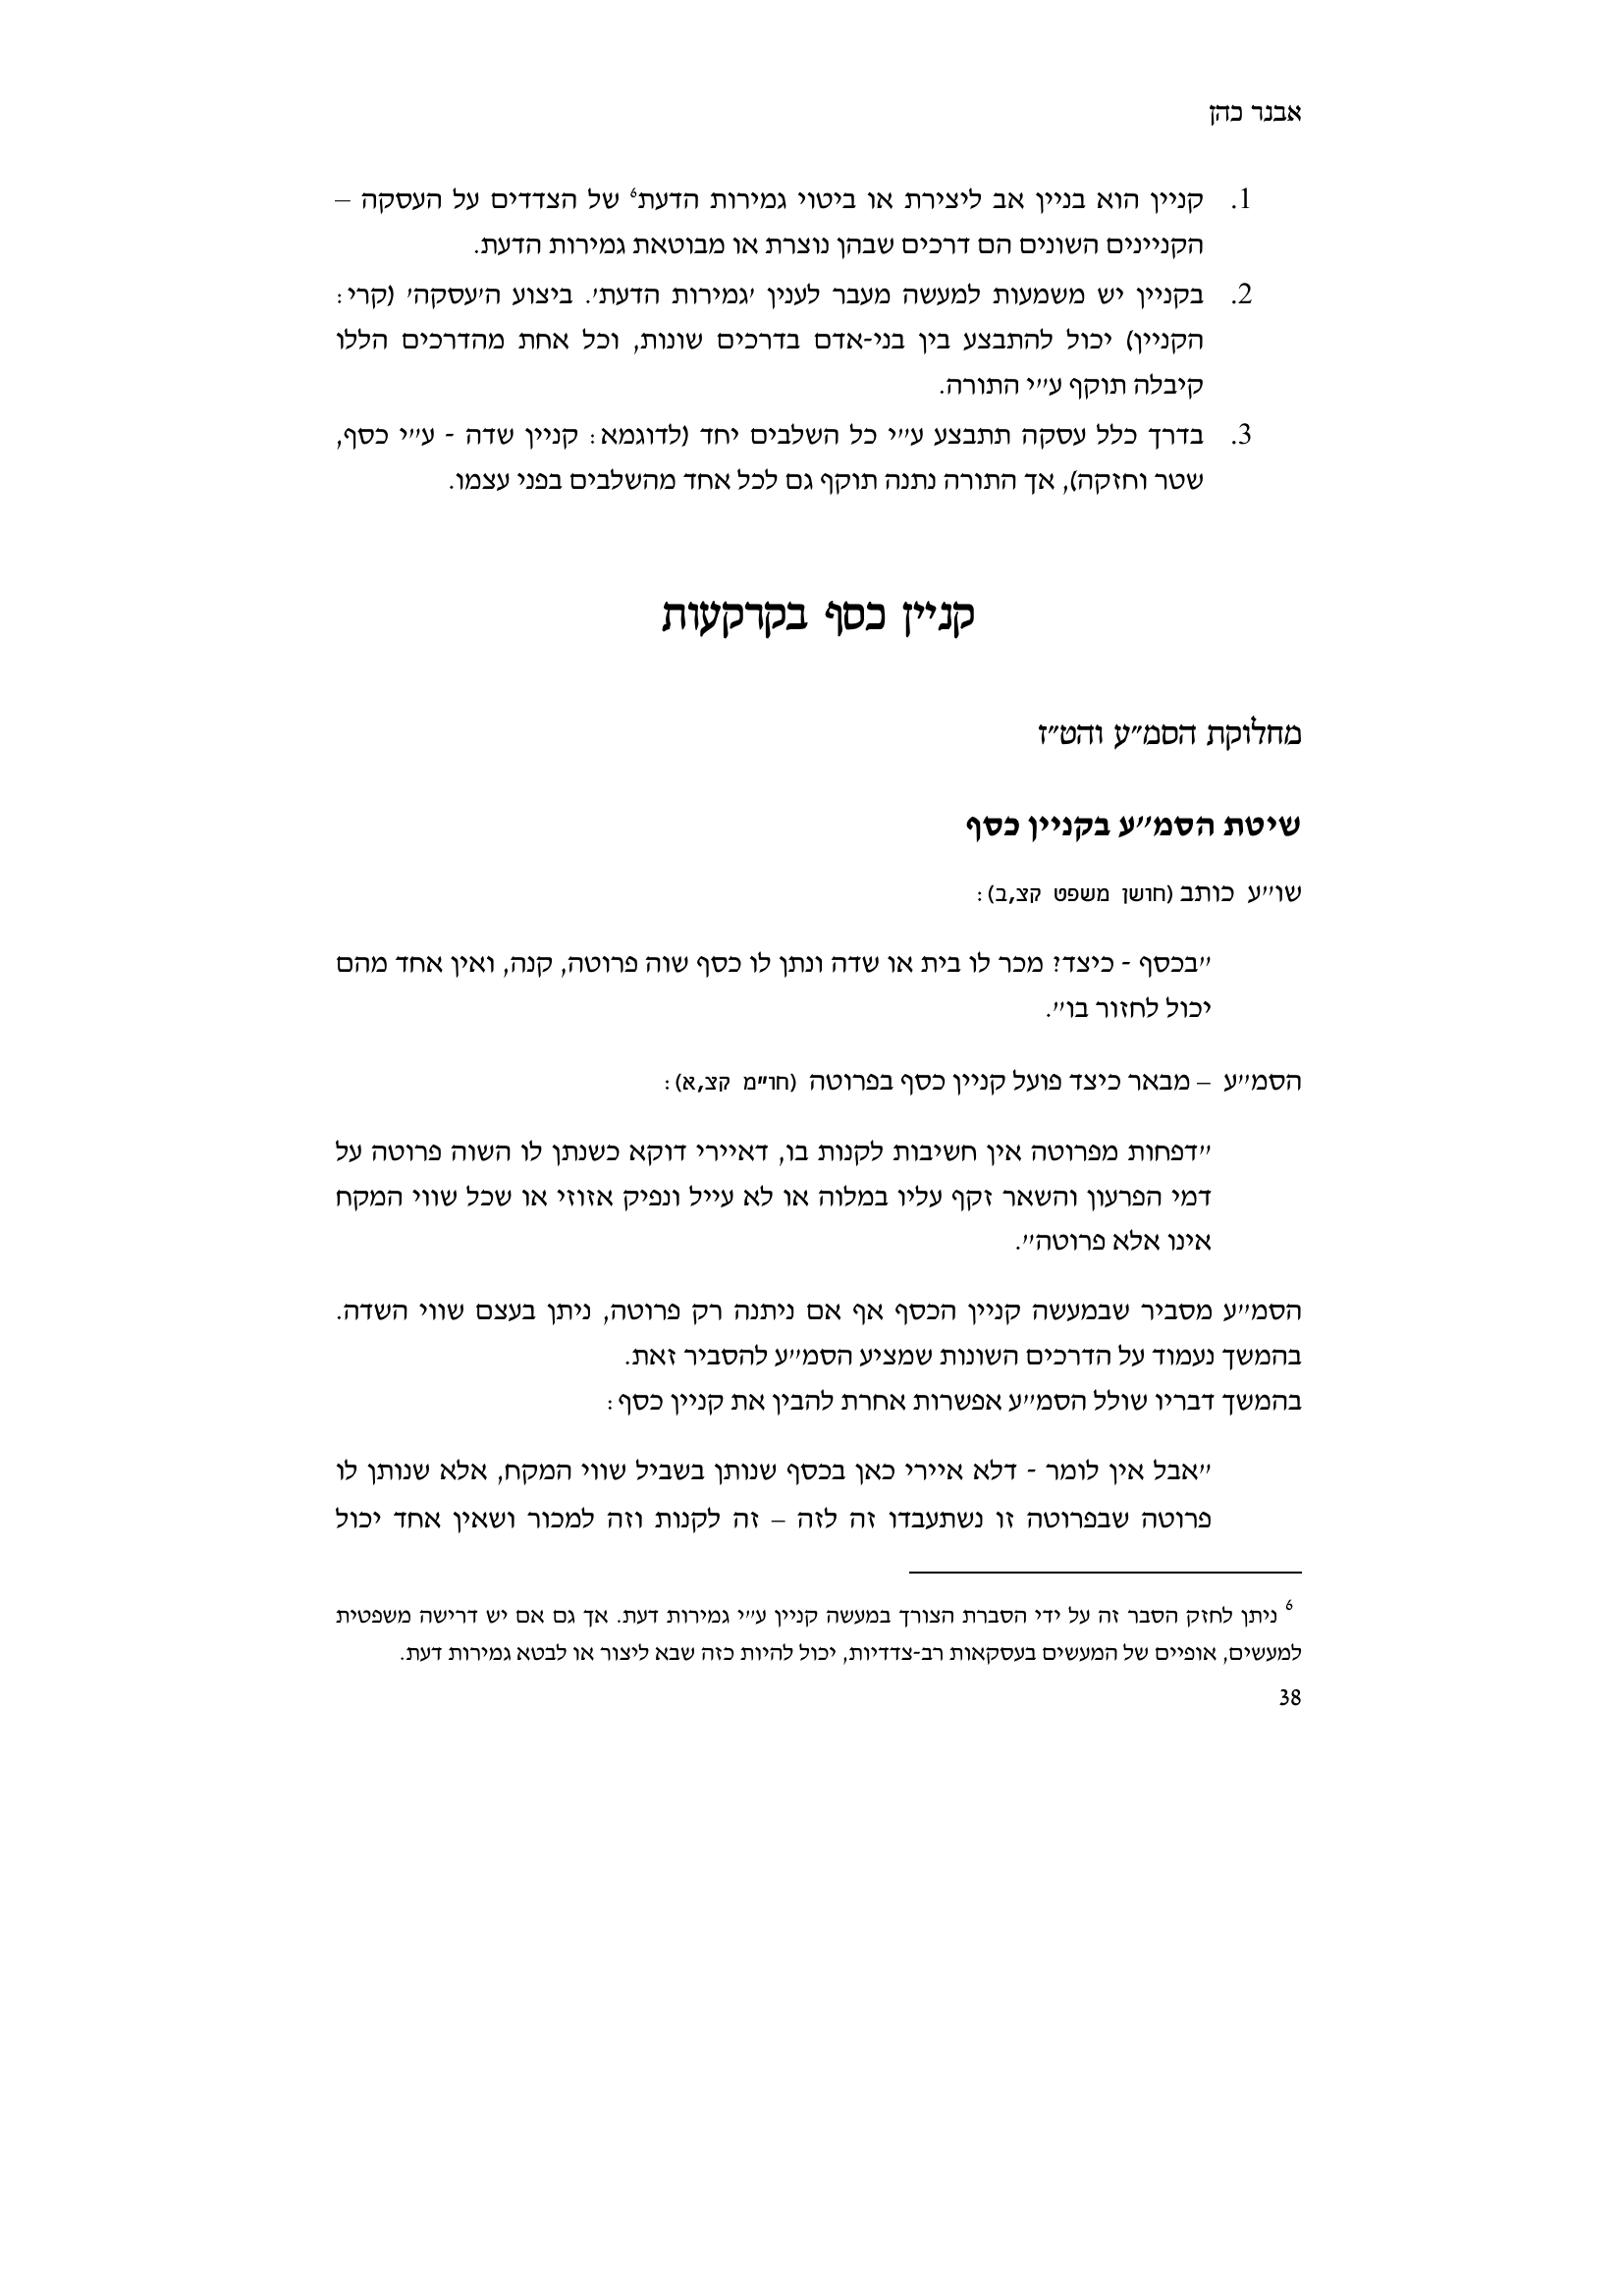 אבנר כהן
1. קניין הוא בניין אב ליצירת או ביטוי גמירות הדעת6 של הצדדים על העסקה –
הקניינים השונים הם דרכים שבהן נוצרת או מבוטאת גמירות הדעת.
2. בקניין יש משמעות למעשה מעבר לענין 'גמירות הדעת'. ביצוע ה'עסקה' (קרי:
הקניין) יכול להתבצע בין בני-אדם בדרכים שונות, וכל אחת מהדרכים הללו
קיבלה תוקף ע"י התורה.
3. בדרך כלל עסקה תתבצע ע"י כל השלבים יחד (לדוגמא: קניין שדה - ע"י כסף,
שטר וחזקה), אך התורה נתנה תוקף גם לכל אחד מהשלבים בפני עצמו.
קניין כסף בקרקעות
מחלוקת הסמ"ע והט"ז
שיטת הסמ"ע בקניין כסף
שו"ע כותב (חושן משפט קצ,ב):
"בכסף - כיצד? מכר לו בית או שדה ונתן לו כסף שוה פרוטה, קנה, ואין אחד מהם
יכול לחזור בו".
הסמ"ע – מבאר כיצד פועל קניין כסף בפרוטה (חו"מ קצ,א):
"דפחות מפרוטה אין חשיבות לקנות בו, דאיירי דוקא כשנתן לו השוה פרוטה על
דמי הפרעון והשאר זקף עליו במלוה או לא עייל ונפיק אזוזי או שכל שווי המקח
אינו אלא פרוטה".
הסמ"ע מסביר שבמעשה קניין הכסף אף אם ניתנה רק פרוטה, ניתן בעצם שווי השדה.
בהמשך נעמוד על הדרכים השונות שמציע הסמ"ע להסביר זאת.
בהמשך דבריו שולל הסמ"ע אפשרות אחרת להבין את קניין כסף:
"אבל אין לומר - דלא איירי כאן בכסף שנותן בשביל שווי המקח, אלא שנותן לו
פרוטה שבפרוטה זו נשתעבדו זה לזה – זה לקנות וזה למכור ושאין אחד יכול
6 ניתן לחזק הסבר זה על ידי הסברת הצורך במעשה קניין ע"י גמירות דעת. אך גם אם יש דרישה משפטית
למעשים, אופיים של המעשים בעסקאות רב-צדדיות, יכול להיות כזה שבא ליצור או לבטא גמירות דעת.
38